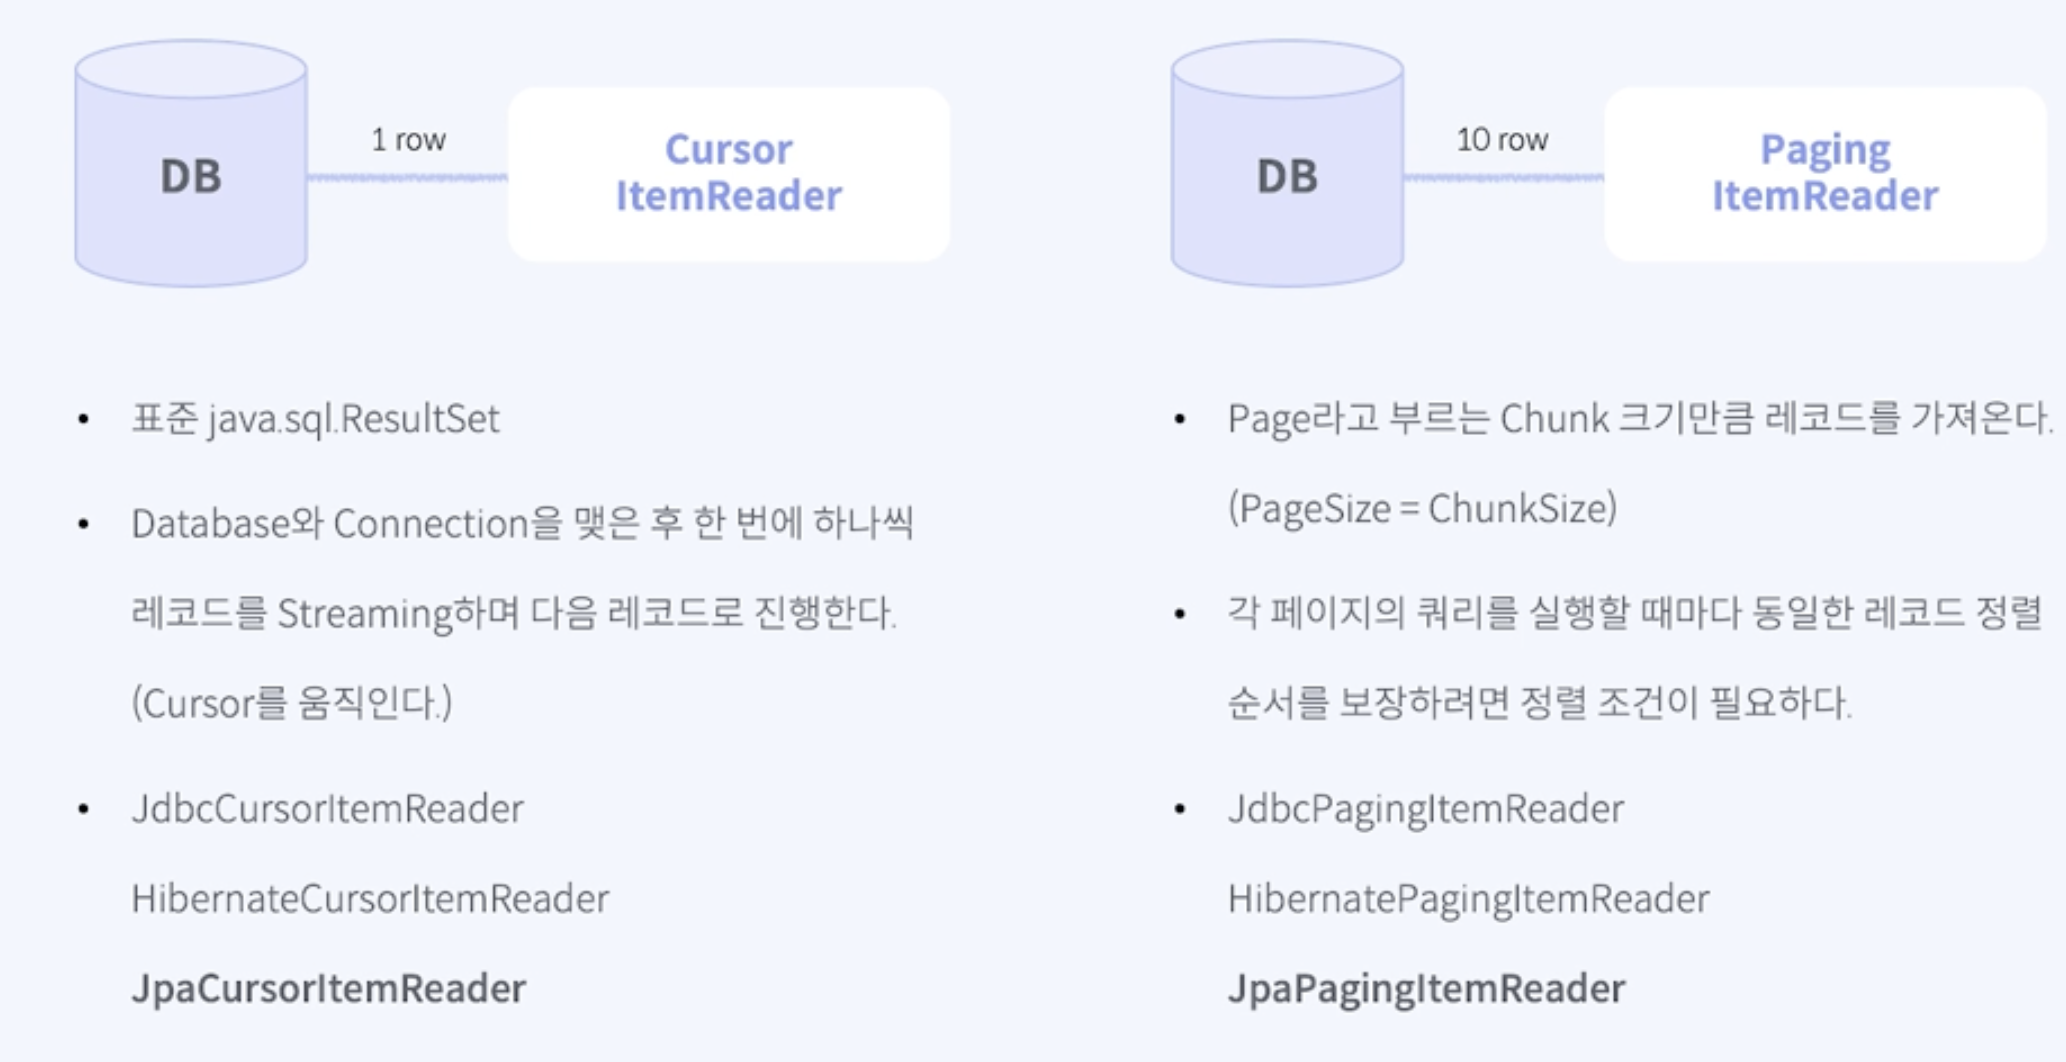 DB
1 row
Cursor
ItemReader
• 표준 java.sql.ResultSet
• Database와 Connection을 맺은 후 한 번에 하나씩
레코드를 Streaming하며 다음 레코드로 진행한다.
(Cursor를 움직인다.)
• JdbcCursorItemReader
HibernateCursorItemReader
JpaCursorItemReader
DB
10 row
Paging
ItemReader
• Page라고 부르는 Chunk 크기만큼 레코드를 가져온다.
(PageSize = ChunkSize)
• 각 페이지의 쿼리를 실행할 때마다 동일한 레코드 정렬
순서를 보장하려면 정렬 조건이 필요하다.
• JdbcPagingItemReader
HibernatePagingItemReader
JpaPagingItemReader